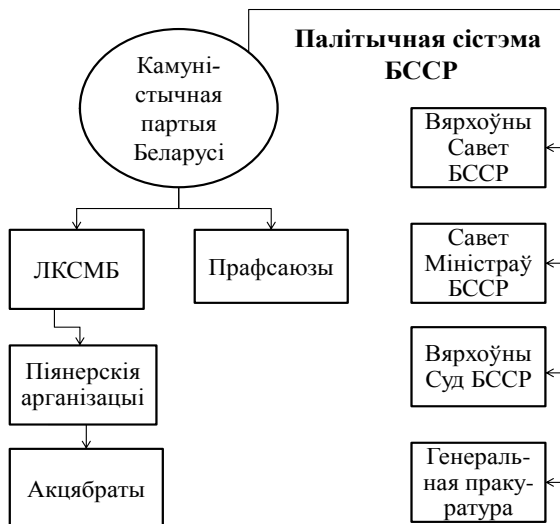 Палітычная сістэма
БССР
Камуні-
стычная
партыя
Беларусі
ЛКСМБ
Прафсаюзы
Піянерскія
арганізацыі
Акцябраты
Вярхоўны
Савет
БССР
Савет
Міністраў
БССР
Вярхоўны
Суд БССР
Генераль-
ная праку-
ратура